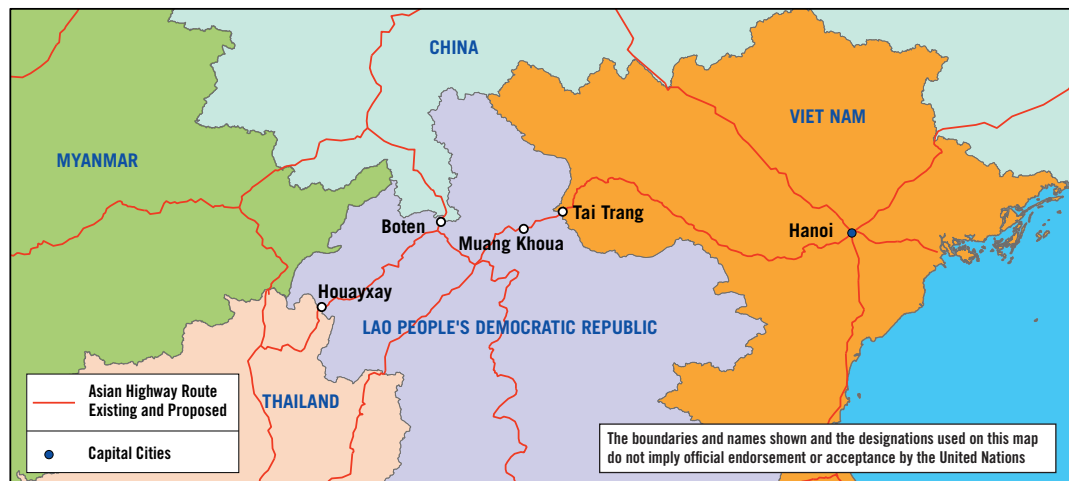 CHINA
VIET NAM
MYANMAR
Tai Trang
Boten
Muang Khoua
Hanoi
Houayxay
LAO PEOPLE'S DEMOCRATIC REPUBLIC
THAILAND
Asian Highway Route
Existing and Proposed
Capital Cities
The boundaries and names shown and the designations used on this map
do not imply official endorsement or acceptance by the United Nations